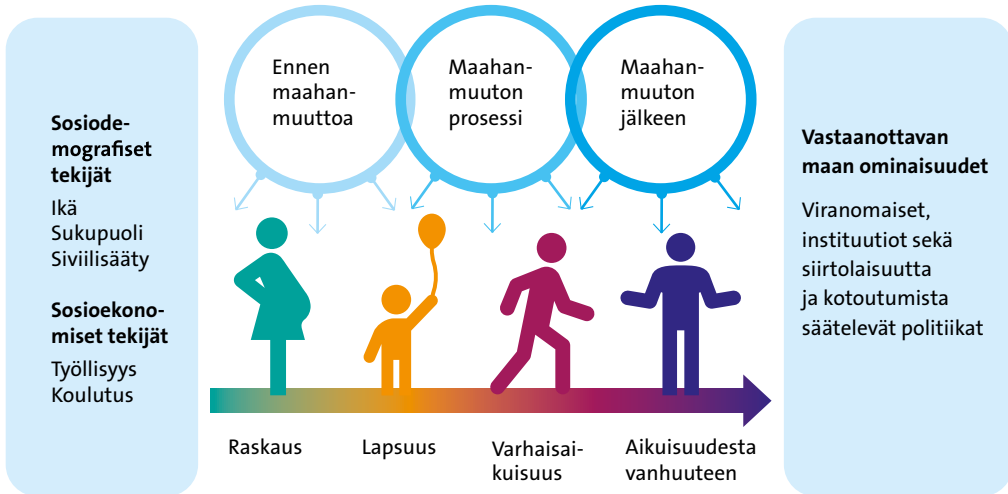 Sosiode-
mografiset
tekijät
Ikä
Sukupuoli
Siviilisääty
Sosioekono-
miset tekijät
Työllisyys
Koulutus
Ennen
maahan-
muuttoa
Maahan-
muuton
prosessi
Maahan-
muuton
jälkeen
Raskaus
Lapsuus
Varhaisai-
kuisuus
Aikuisuudesta
vanhuuteen
Vastaanottavan
maan ominaisuudet
Viranomaiset,
instituutiot sekä
siirtolaisuutta
ja kotoutumista
säätelevät politiikat